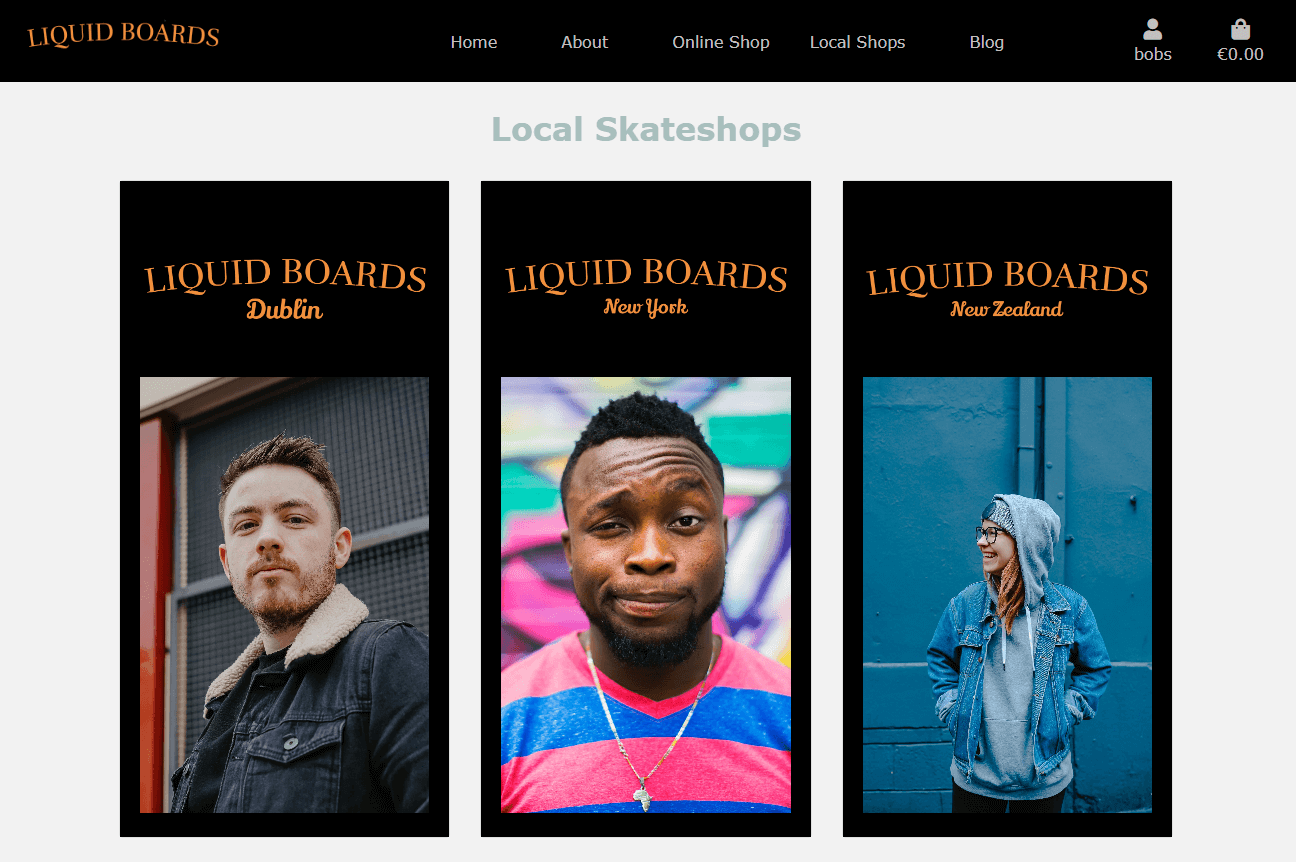 LIQUID BOARDS
Home About Online Shop Local Shops Blog
bobs
€0.00
Local Skateshops
LIQUID BOARDS
Dublin
LIQUID BOARDS
New York
LIQUID BOARDS
New Zealand